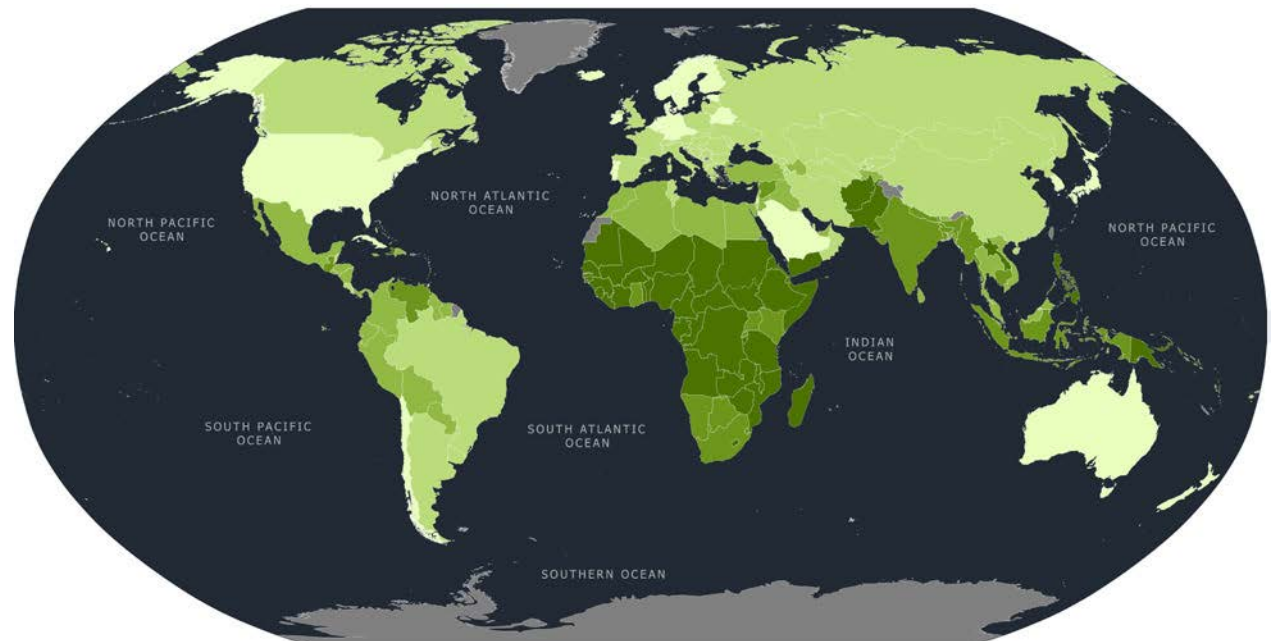 NORTH ATLANTIC
OCEAN
NORTH PACIFIC
OCEAN
NORTH PACIFIC
OCEAN
INDIAN
OCEAN
SOUTH PACIFIC
OCEAN
SOUTH ATLANTIC
OCEAN
SOUTHERN OCEAN